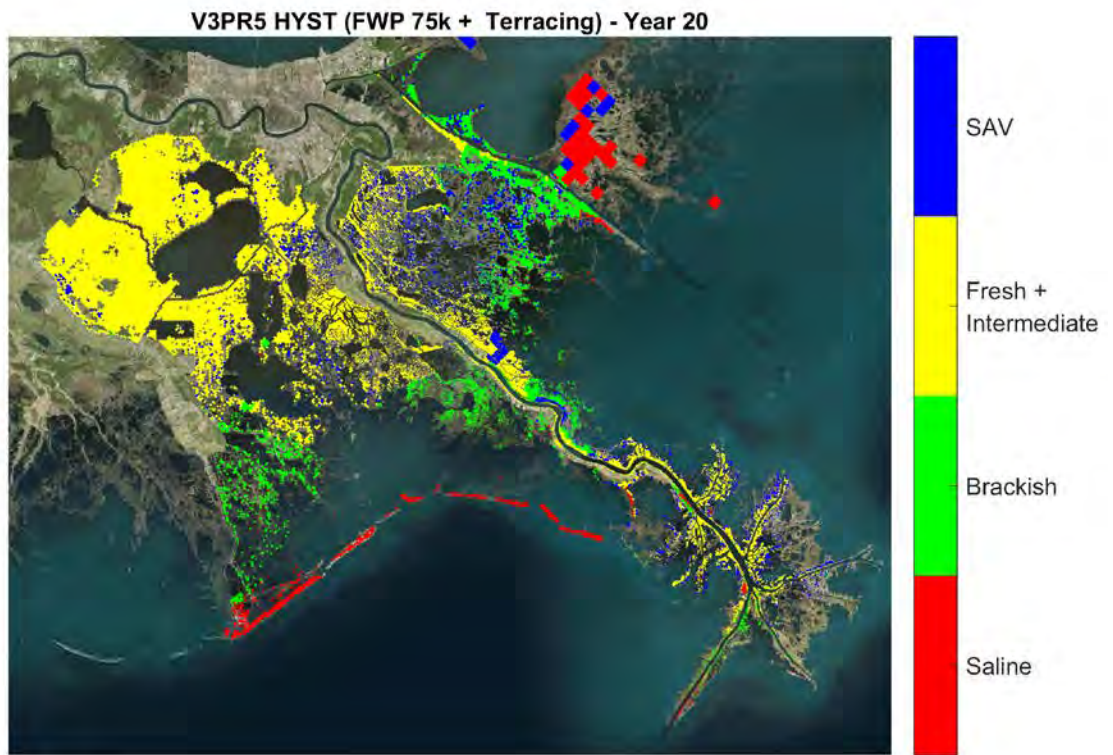 V3PR5 HYST (FWP 75k + Terracing) - Year 20
SAV
Fresh +
Intermediate
Brackish
Saline